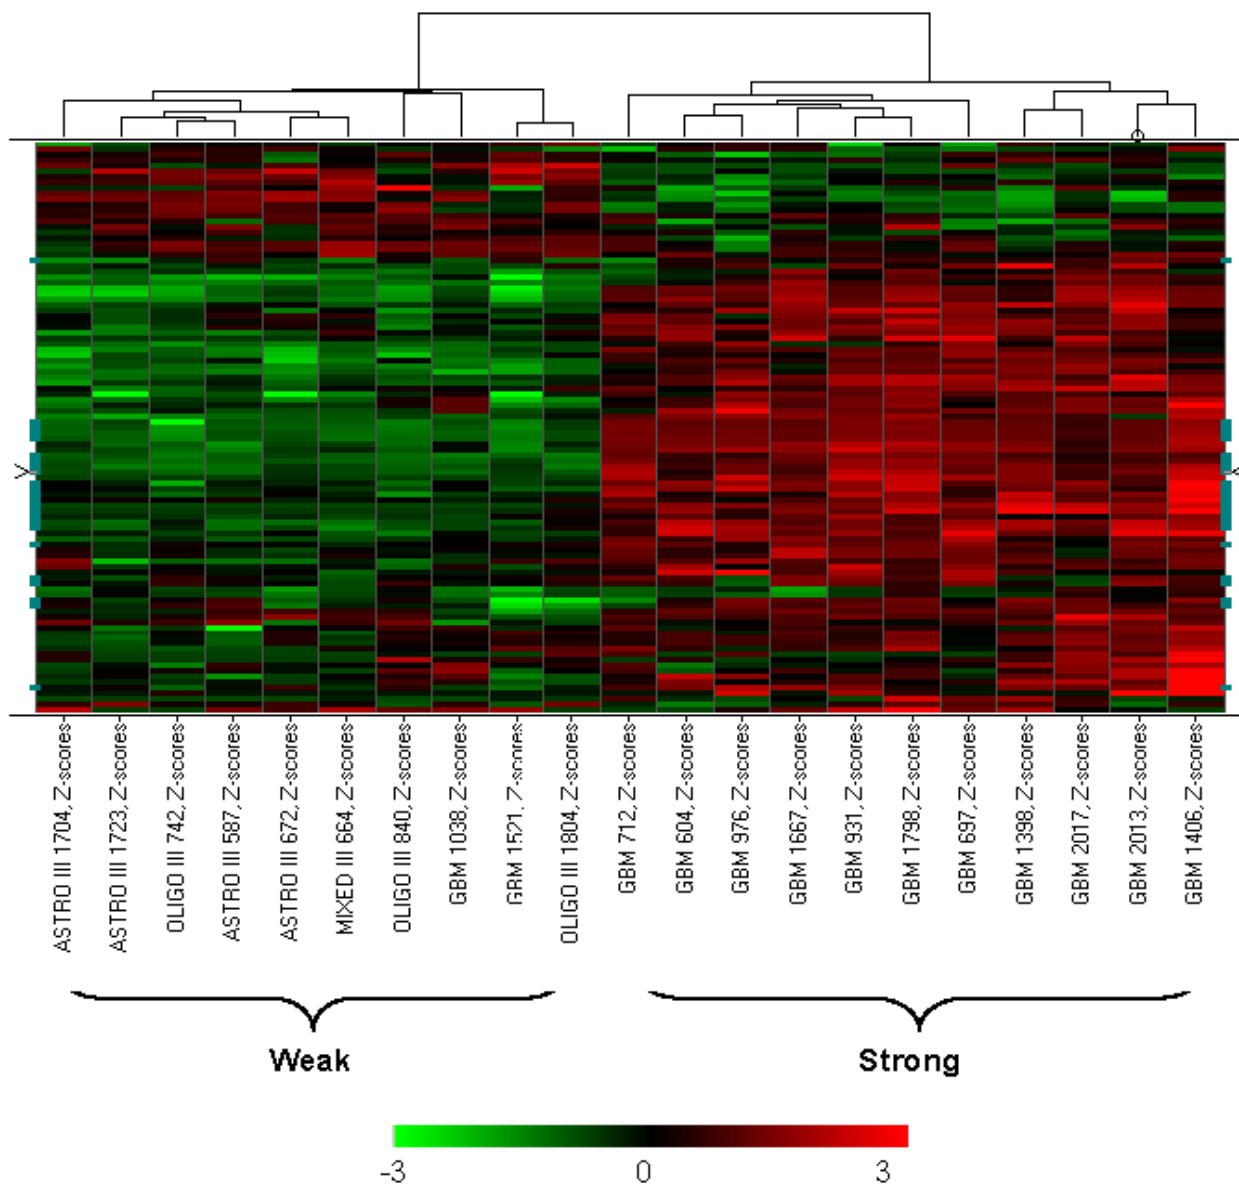 ASTRO III 1704, Z-scores
ASTRO III 1723, Z-scores
OLIGO III 742, Z-scores
ASTRO III 587, Z-scores
ASTRO III 672, Z-scores
MIXED III 664, Z-scores
OLIGO III 840, Z-scores
GBM 1038, Z-scores
GBM 1521, Z-scores
OLIGO III 1804, Z-scores
GBM 712, Z-scores
GBM 604, Z-scores
GBM 976, Z-scores
GBM 1667, Z-scores
GBM 931, Z-scores
GBM 1798, Z-scores
GBM 697, Z-scores
GBM 1398, Z-scores
GBM 2017, Z-scores
GBM 2013, Z-scores
GBM 1406, Z-scores
Weak
Strong
-3 0 3